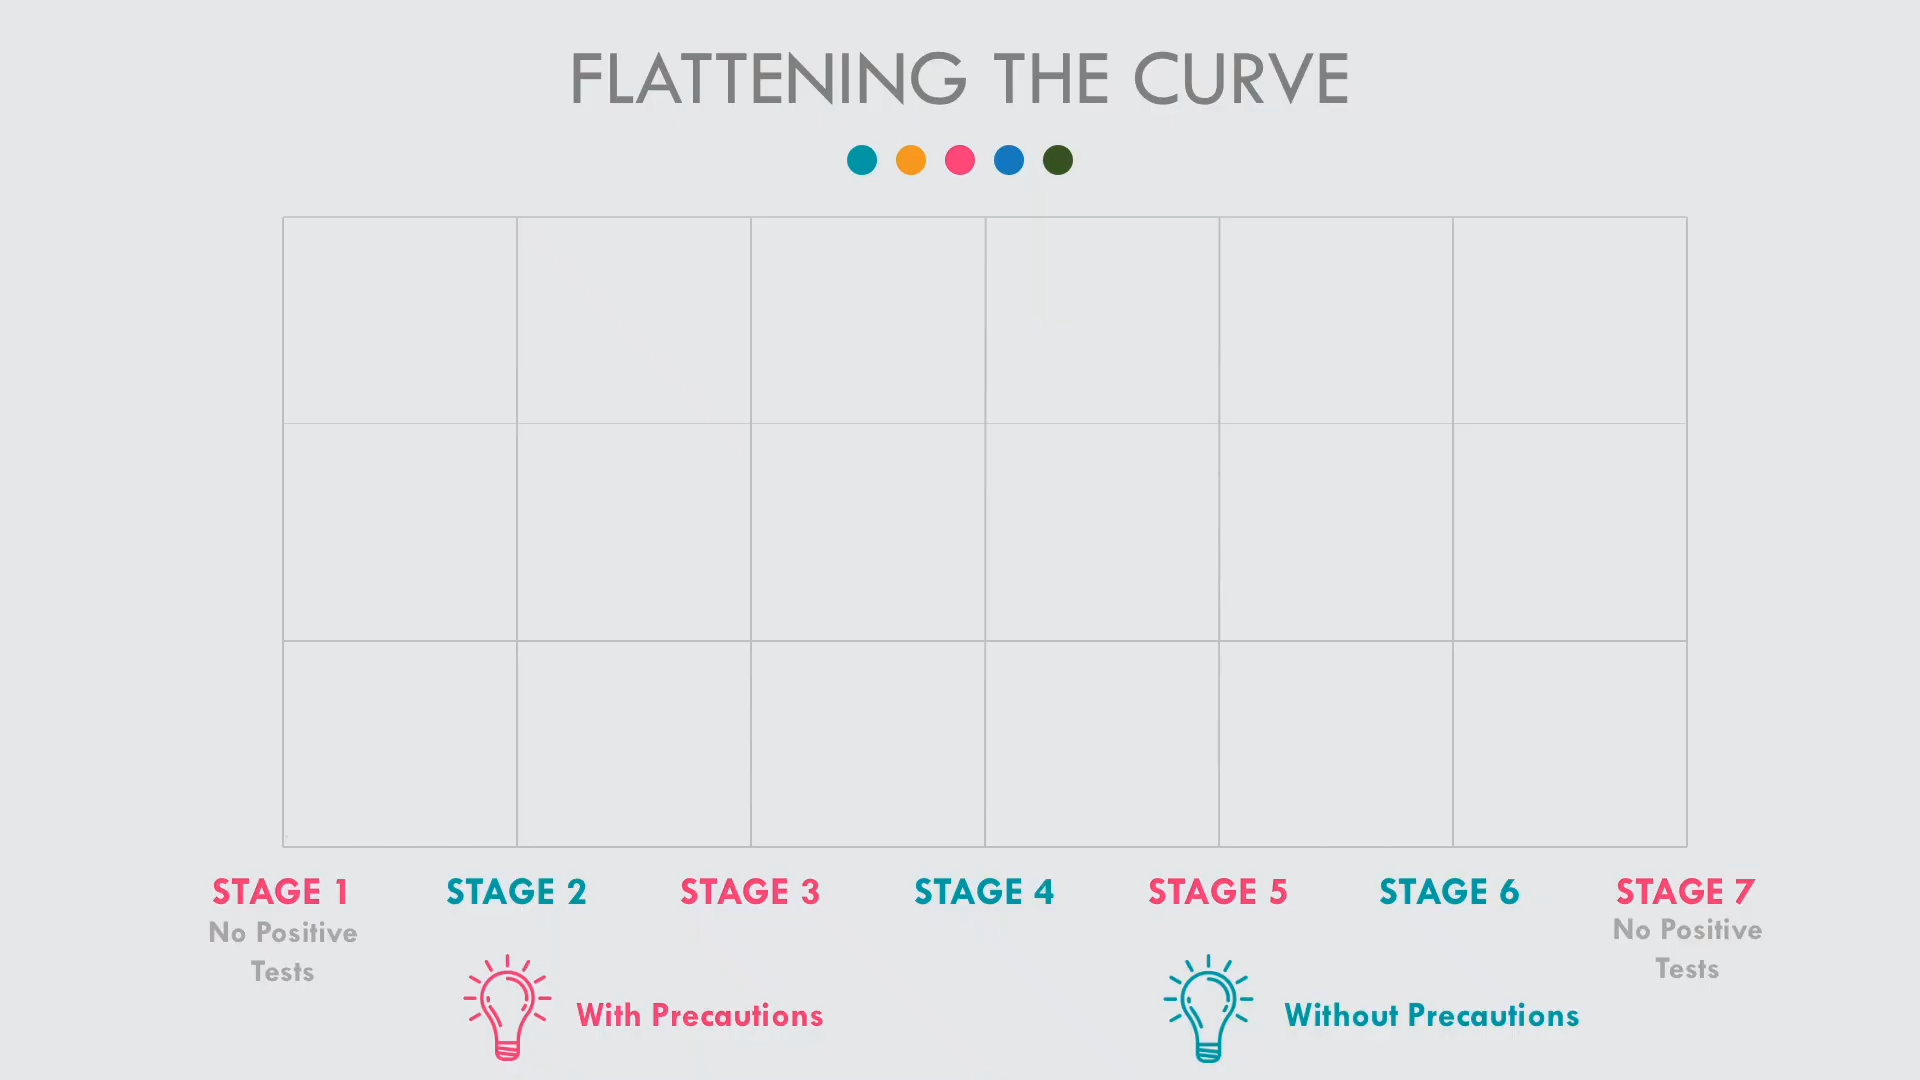 FLATTENING THE CURVE
STAGE 1
STAGE 2
STAGE 3
STAGE 4
STAGE 5
STAGE 6
STAGE 7
No Positive
Tests
No Positive
Tests
With Precautions
Without Precautions